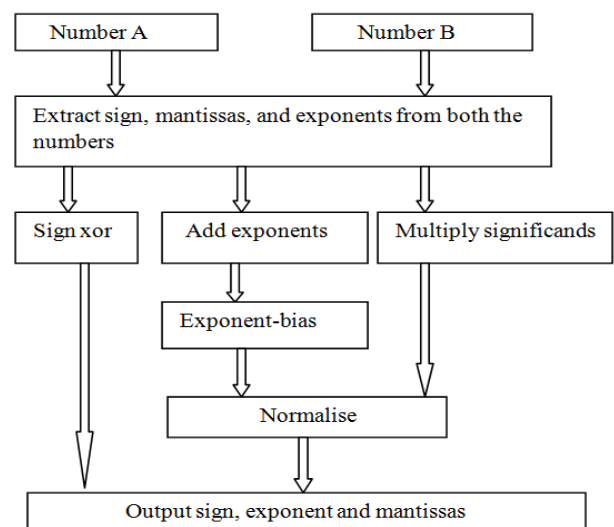 Number A
Number B
Extract sign, mantissas, and exponents from both the
numbers
Sign xor
Add exponents
Multiply significands
Exponent-bias
Normalise
Output sign, exponent and mantissas